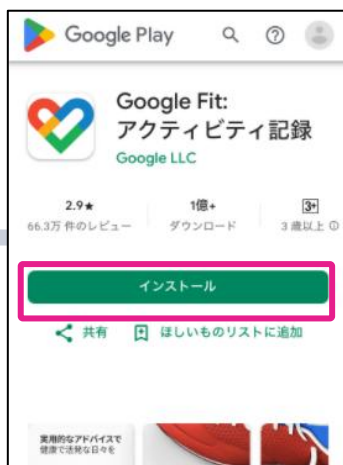 Google Play
Google Fit:
アクティビティ記録
Google LLC
2.9★ 1億+ 3+
66.3万 件のレビュー ダウンロード 3 歳以上
インストール
共有 ほしいものリストに追加
実用的なアドバイスで
健康で活発な日々を